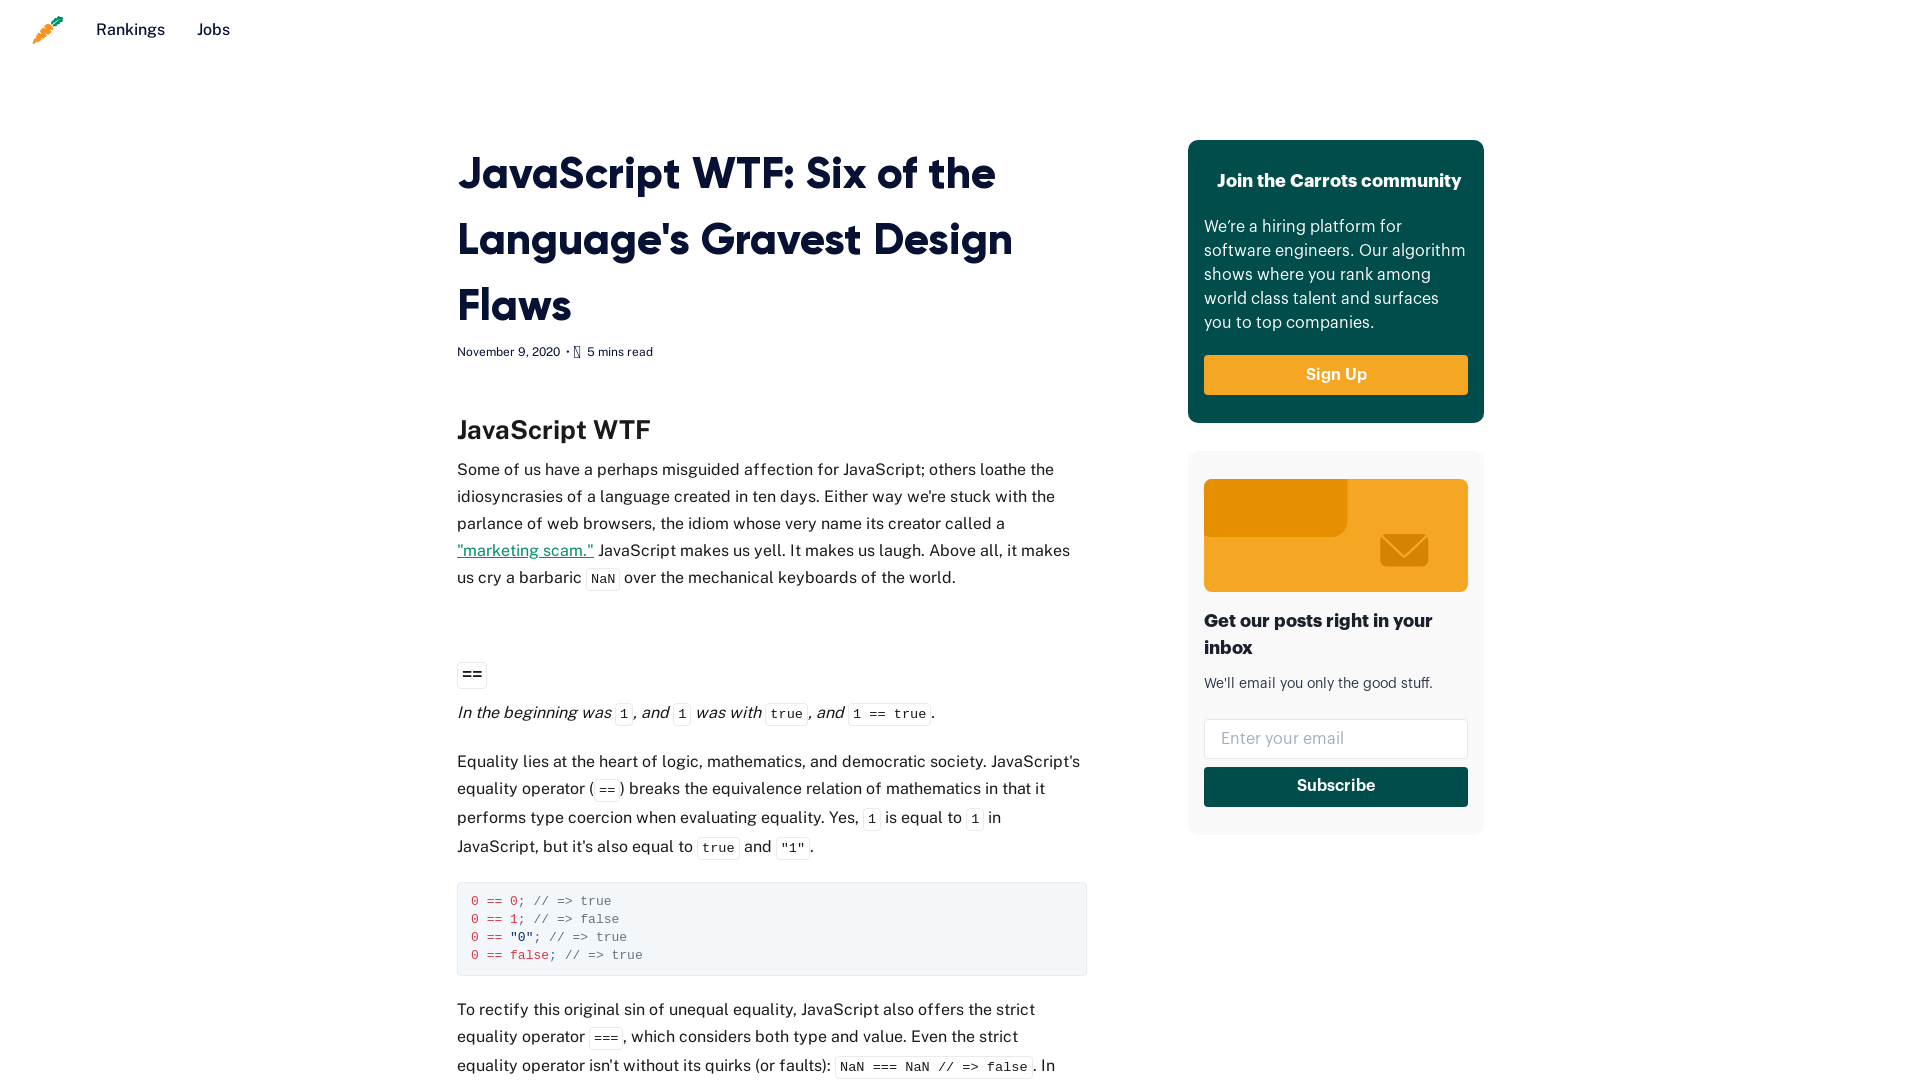 Rankings
Jobs
JavaScript WTF: Six of the
Language's Gravest Design
Flaws
November 9, 2020 • 5 mins read
JavaScript WTF
Some of us have a perhaps misguided affection for JavaScript; others loathe the
idiosyncrasies of a language created in ten days. Either way we're stuck with the
parlance of web browsers, the idiom whose very name its creator called a
"marketing scam." JavaScript makes us yell. It makes us laugh. Above all, it makes
us cry a barbaric NaN over the mechanical keyboards of the world.
==
In the beginning was 1, and 1 was with true, and 1 == true.
Equality lies at the heart of logic, mathematics, and democratic society. JavaScript's
equality operator (==) breaks the equivalence relation of mathematics in that it
performs type coercion when evaluating equality. Yes, 1 is equal to 1 in
JavaScript, but it's also equal to true and "1".
0 == 0; // => true
0 == 1; // => false
0 == "0"; // => true
0 == false; // => true
To rectify this original sin of unequal equality, JavaScript also offers the strict
equality operator ===, which considers both type and value. Even the strict
equality operator isn't without its quirks (or faults): NaN === NaN // => false. In
Join the Carrots community
We’re a hiring platform for
software engineers. Our algorithm
shows where you rank among
world class talent and surfaces
you to top companies.
Sign Up
Get our posts right in your
inbox
We'll email you only the good stuff.
Enter your email
Subscribe